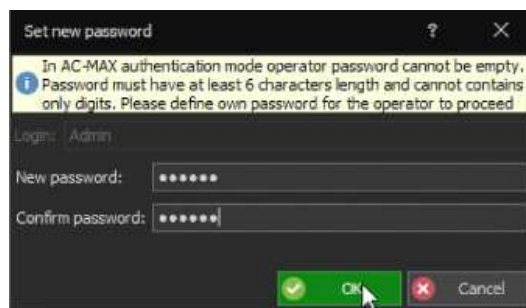 Set new password ? ×
In AC-MAX authentication mode operator password cannot be empty.
Password must have at least 6 characters length and cannot contains
only digits. Please define own password for the operator to proceed
Login: Admin
New password: ••••••
Confirm password: ••••••
OK Cancel